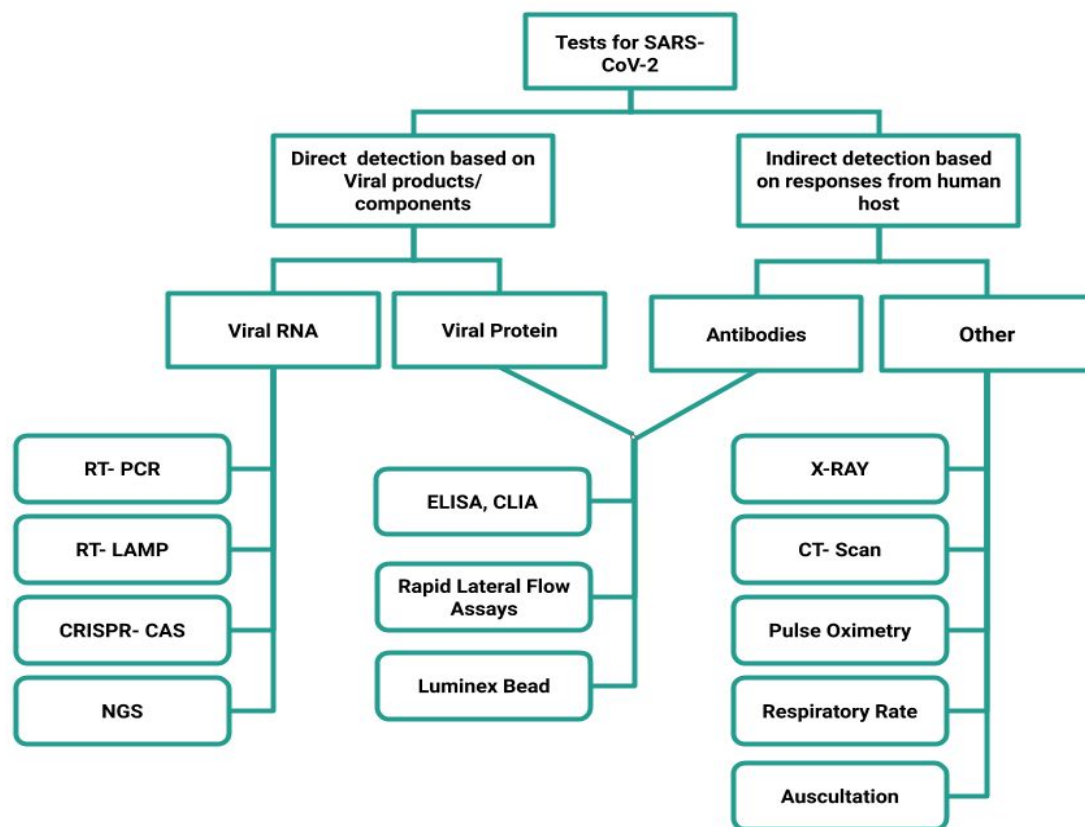 Tests for SARS-
CoV-2
Direct detection based on
Viral products/
components
Indirect detection based
on responses from human
host
Viral RNA
Viral Protein
Antibodies
Other
RT- PCR
RT- LAMP
CRISPR- CAS
NGS
ELISA, CLIA
Rapid Lateral Flow
Assays
Luminex Bead
X-RAY
CT- Scan
Pulse Oximetry
Respiratory Rate
Auscultation